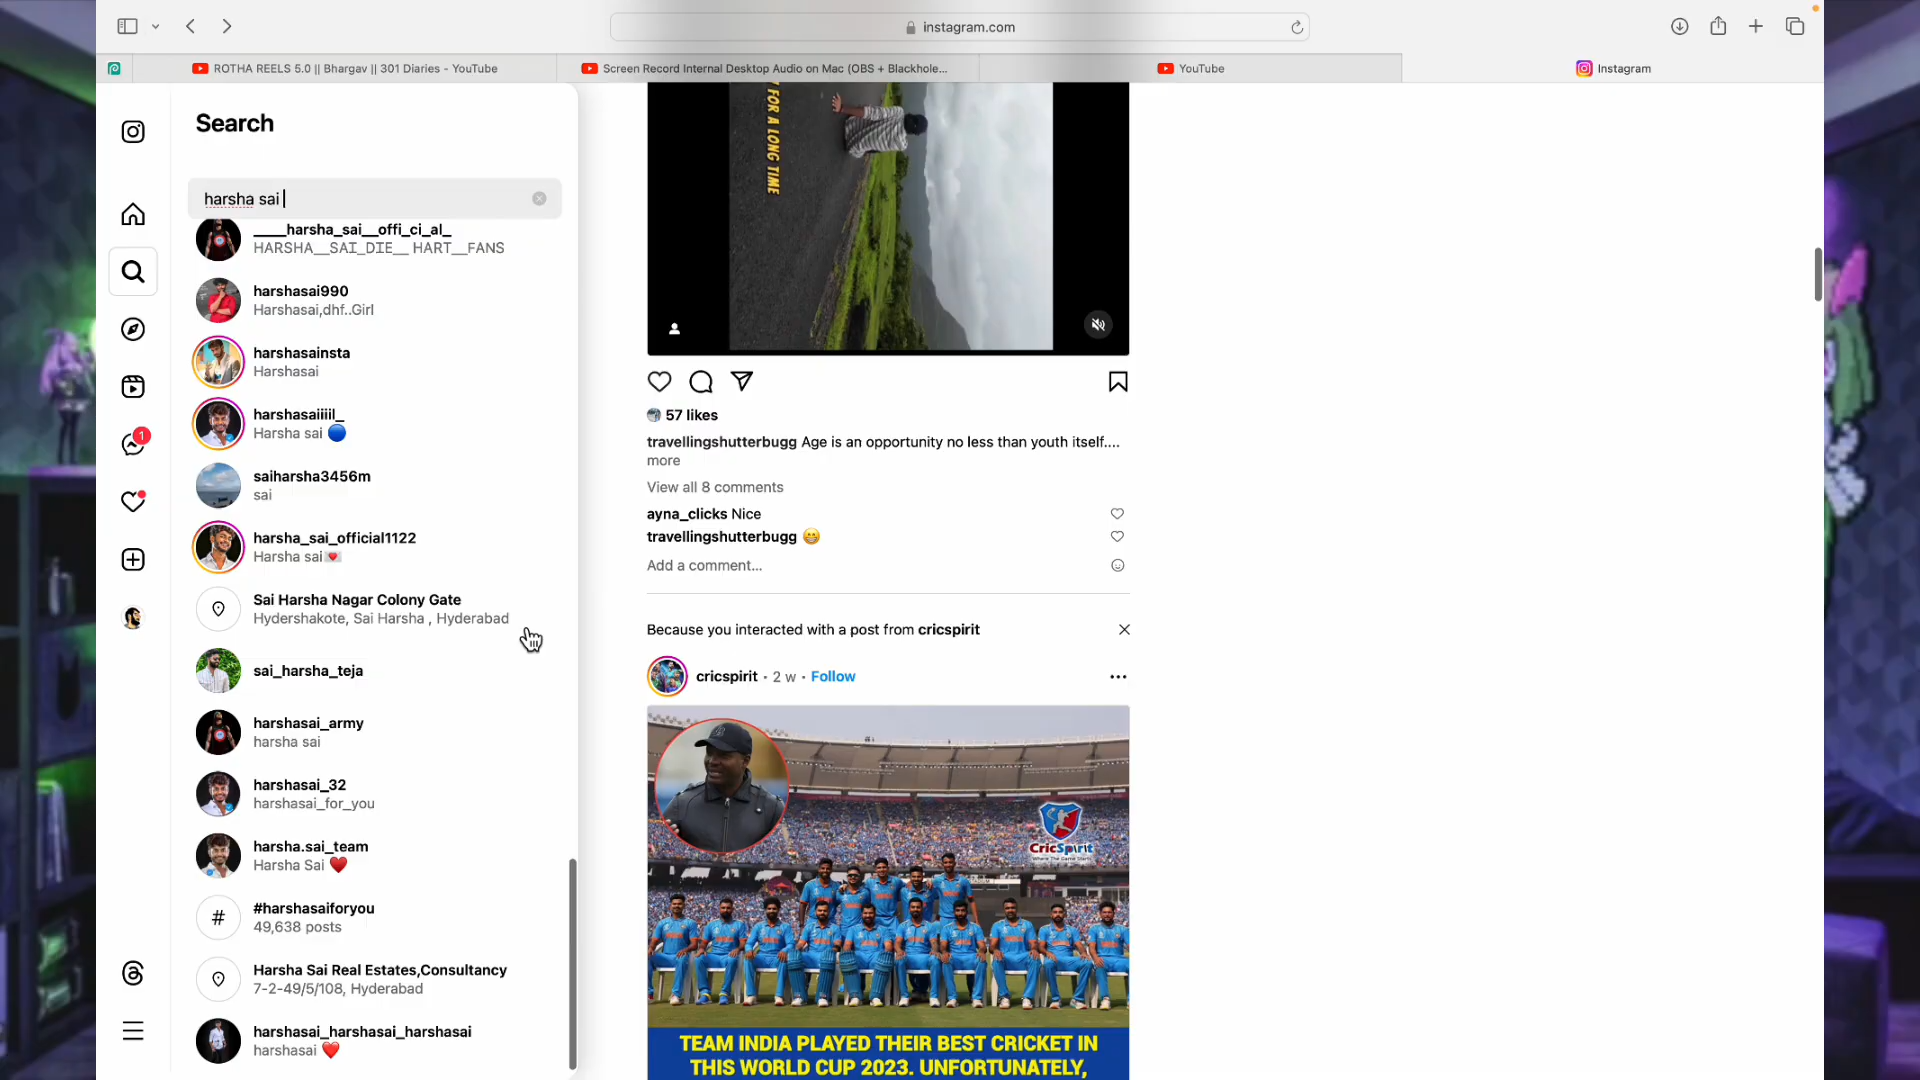 instagram.com
ROTHA REELS 5.0 || Bhargav || 301 Diaries - YouTube
Screen Record Internal Desktop Audio on Mac (OBS + Blackhole...
YouTube
Instagram
Search
harsha sai
____harsha_sai__offi_ci_al_
HARSHA__SAI_DIE__ HART__FANS
harshasai990
Harshasai,dhf..Girl
harshasainsta
Harshasai
harshasaiiiil_
Harsha sai 🔵
saiharsha3456m
sai
harsha_sai_official1122
Harsha sai💌
Sai Harsha Nagar Colony Gate
Hydershakote, Sai Harsha , Hyderabad
sai_harsha_teja
harshasai_army
harsha sai
harshasai_32
harshasai_for_you
harsha.sai_team
Harsha Sai ❤️
#
#harshasaiforyou
49,638 posts
Harsha Sai Real Estates,Consultancy
7-2-49/5/108, Hyderabad
harshasai_harshasai_harshasai
harshasai ❤️
1
FOR A LONG TIME
57 likes
travellingshutterbugg Age is an opportunity no less than youth itself....
more
View all 8 comments
ayna_clicks Nice
travellingshutterbugg 😁
Add a comment...
Because you interacted with a post from cricspirit
cricspirit • 2 w • Follow
CricSpirit
TEAM INDIA PLAYED THEIR BEST CRICKET IN
THIS WORLD CUP 2023. UNFORTUNATELY,